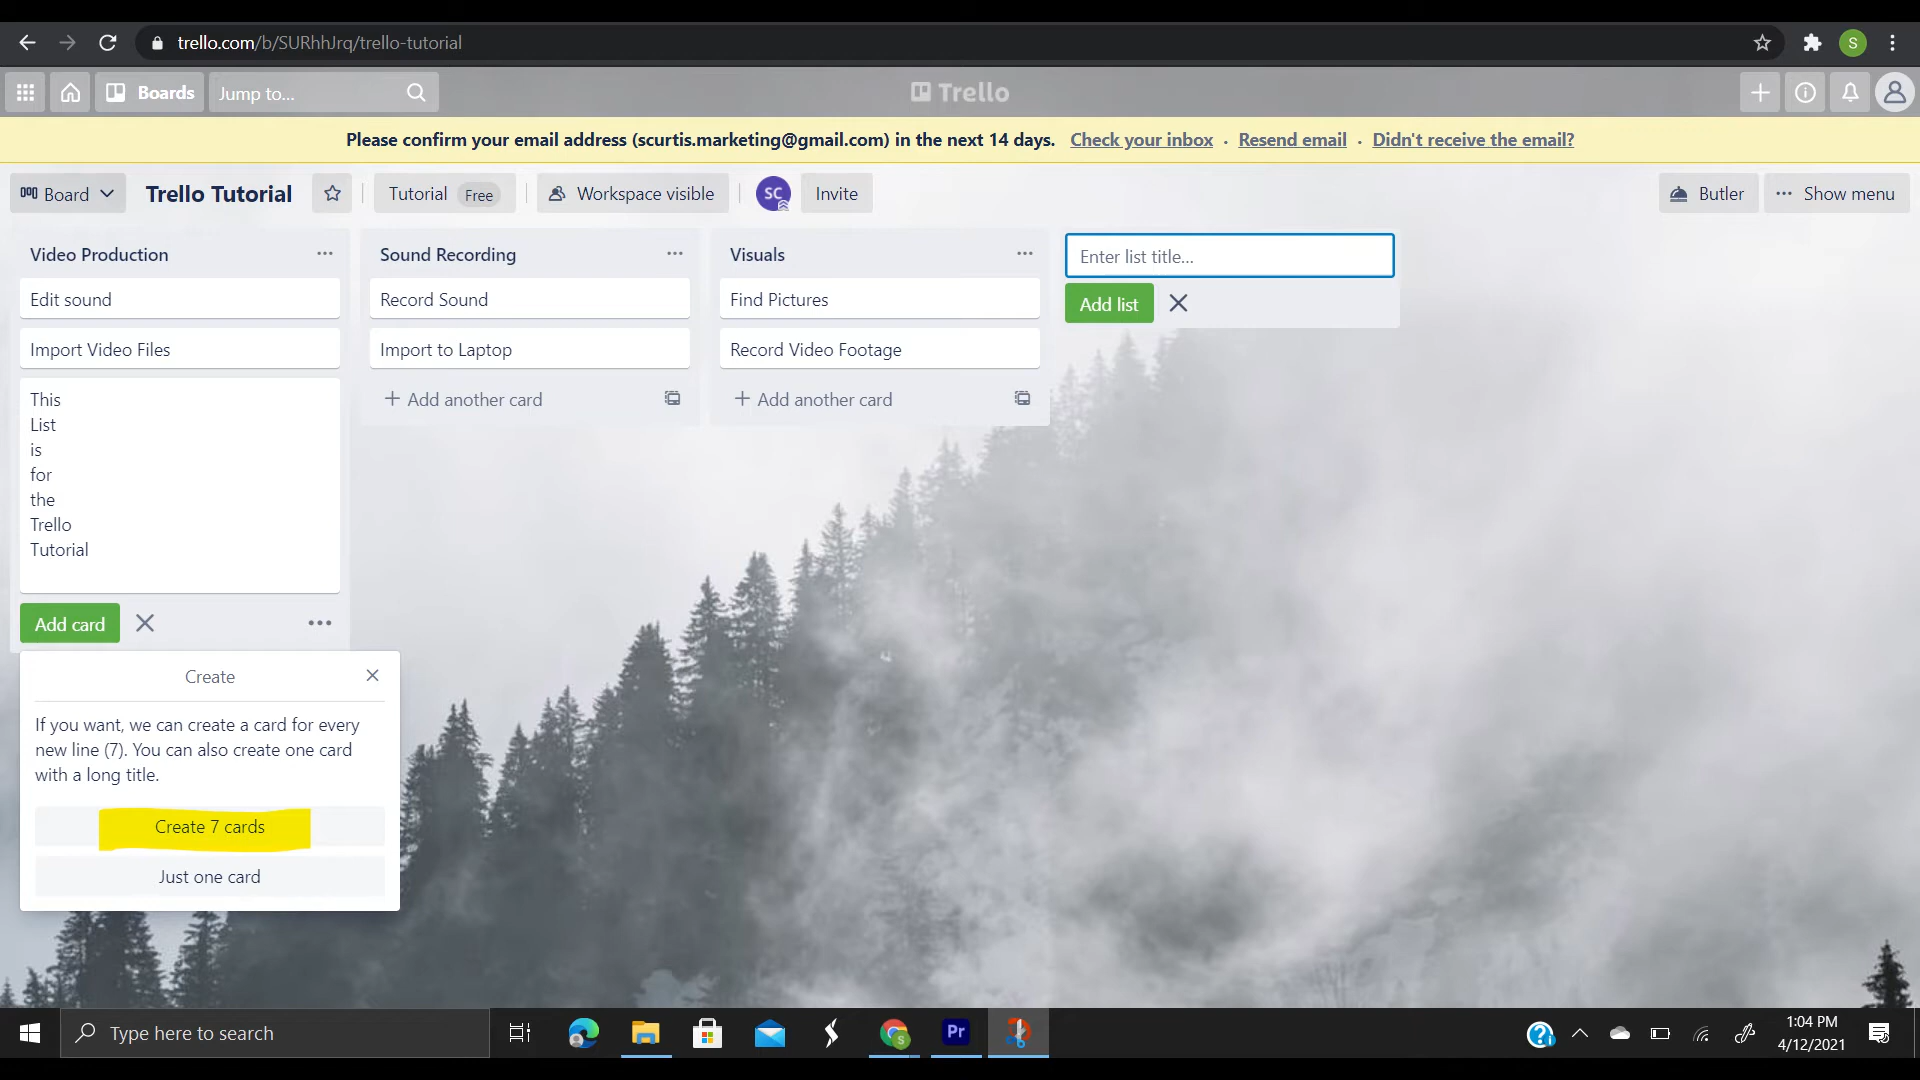 trello.com/b/SURhhJrq/trello-tutorial
S
Boards
Jump to...
Trello
Please confirm your email address (scurtis.marketing@gmail.com) in the next 14 days. Check your inbox · Resend email · Didn't receive the email?
Board
Trello Tutorial
Tutorial Free
Workspace visible
SC
Invite
Butler
··· Show menu
Video Production
Edit sound
Import Video Files
This
List
is
for
the
Trello
Tutorial
Add card
Create
If you want, we can create a card for every
new line (7). You can also create one card
with a long title.
Create 7 cards
Just one card
Sound Recording
Record Sound
Import to Laptop
+ Add another card
Visuals
Find Pictures
Record Video Footage
+ Add another card
Enter list title...
Add list
Type here to search
S
Pr
1:04 PM
4/12/2021